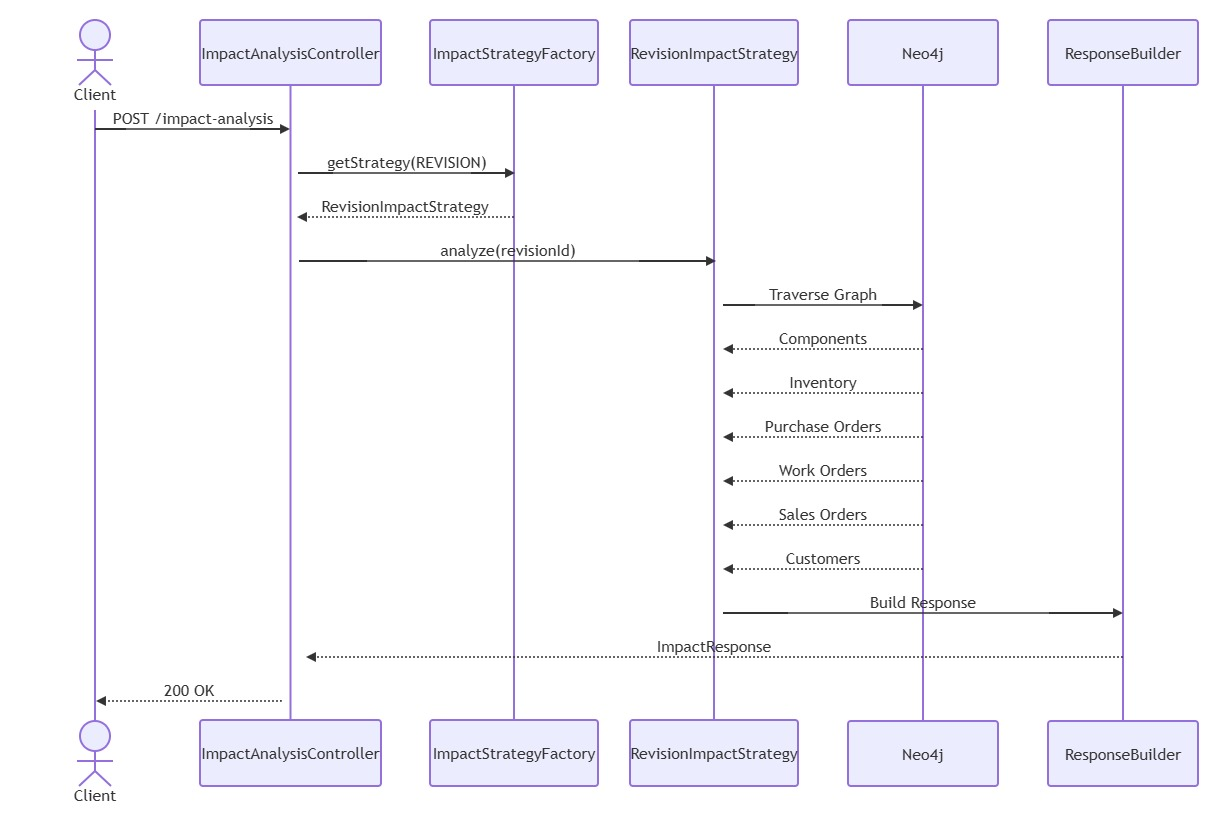 ImpactAnalysisController
ImpactStrategyFactory
RevisionImpactStrategy
Neo4j
ResponseBuilder
Client
POST /impact-analysis
getStrategy(REVISION)
RevisionImpactStrategy
analyze(revisionId)
Traverse Graph
Components
Inventory
Purchase Orders
Work Orders
Sales Orders
Customers
Build Response
ImpactResponse
200 OK
ImpactAnalysisController
ImpactStrategyFactory
RevisionImpactStrategy
Neo4j
ResponseBuilder
Client